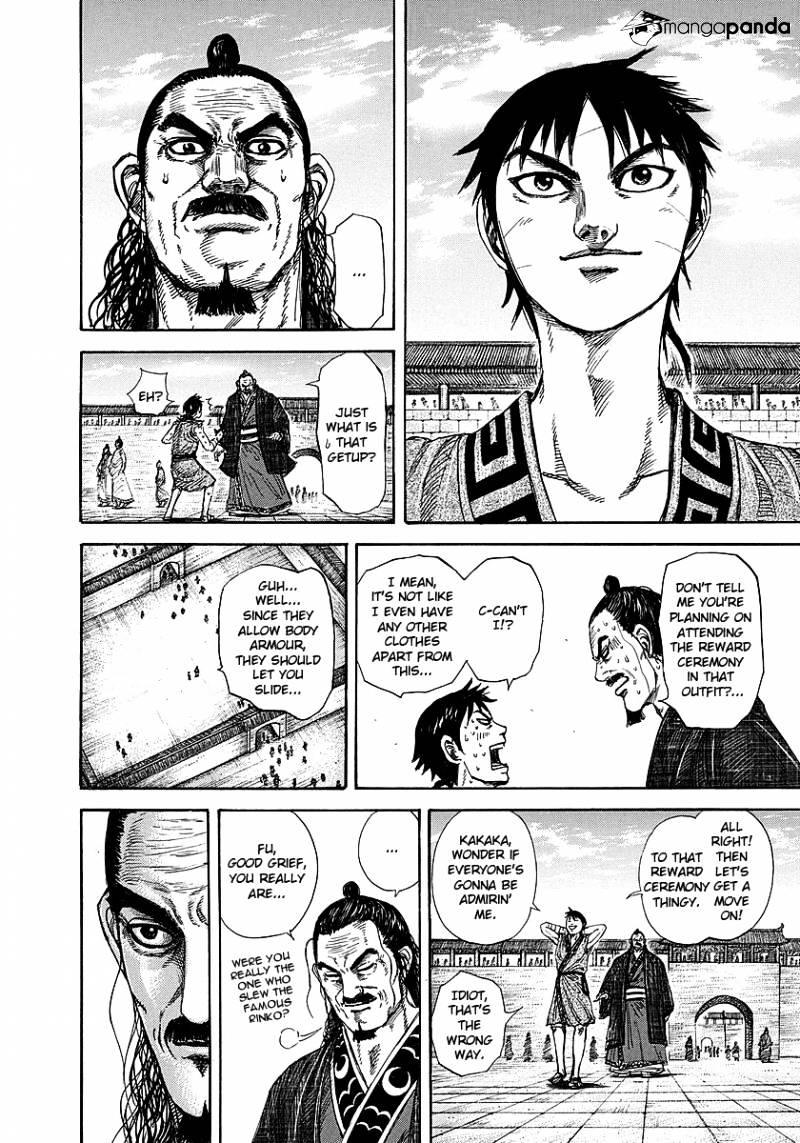 mangapanda
...
JUST
WHAT IS
THAT
GETUP?
EH?
DON'T TELL
ME YOU'RE
PLANNING ON
ATTENDING
THE REWARD
CEREMONY
IN THAT
OUTFIT?...
C-CAN'T
I!?
I MEAN,
IT'S NOT LIKE
I EVEN HAVE
ANY OTHER
CLOTHES
APART FROM
THIS...
GUH...
WELL...
SINCE THEY
ALLOW BODY
ARMOUR,
THEY SHOULD
LET YOU
SLIDE...
ALL
RIGHT!
THEN
LET'S
GET A
MOVE
ON!
TO THAT
REWARD
CEREMONY
THINGY.
KAKAKA,
WONDER IF
EVERYONE'S
GONNA BE
ADMIRIN'
ME.
IDIOT,
THAT'S
THE
WRONG
WAY.
...
FU,
GOOD GRIEF,
YOU REALLY
ARE...
WERE YOU
REALLY THE
ONE WHO
SLEW THE
FAMOUS
RINKO?